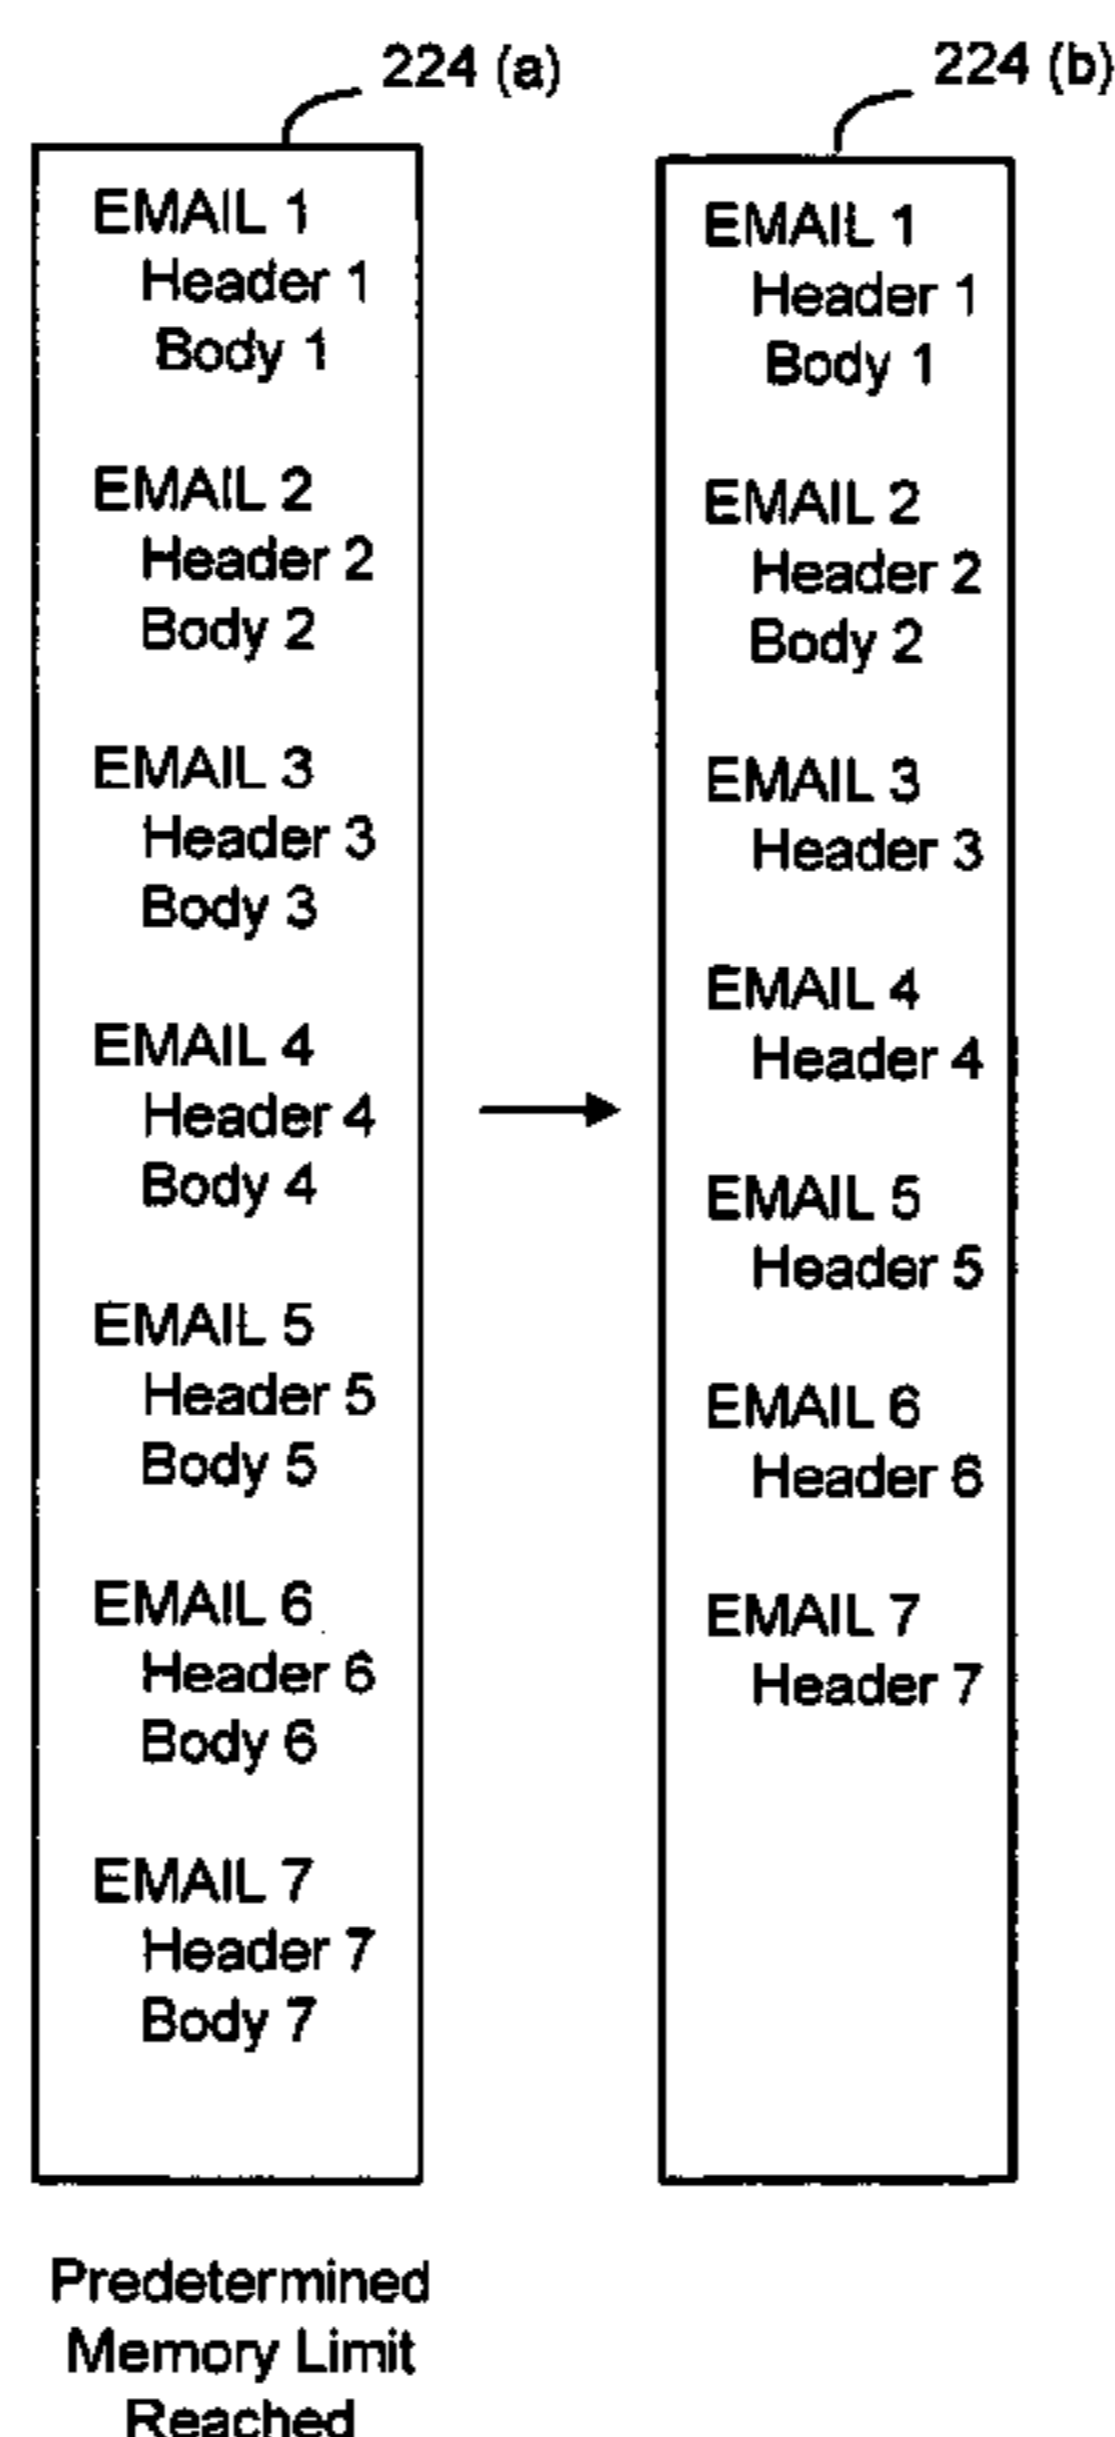 224 (a)
EMAIL 1
Header 1
Body 1
EMAIL 2
Header 2
Body 2
EMAIL 3
Header 3
Body 3
EMAIL 4
Header 4
Body 4
EMAIL 5
Header 5
Body 5
EMAIL 6
Header 6
Body 6
EMAIL 7
Header 7
Body 7
Predetermined
Memory Limit
Reached
224 (b)
EMAIL 1
Header 1
Body 1
EMAIL 2
Header 2
Body 2
EMAIL 3
Header 3
EMAIL 4
Header 4
EMAIL 5
Header 5
EMAIL 6
Header 6
EMAIL 7
Header 7